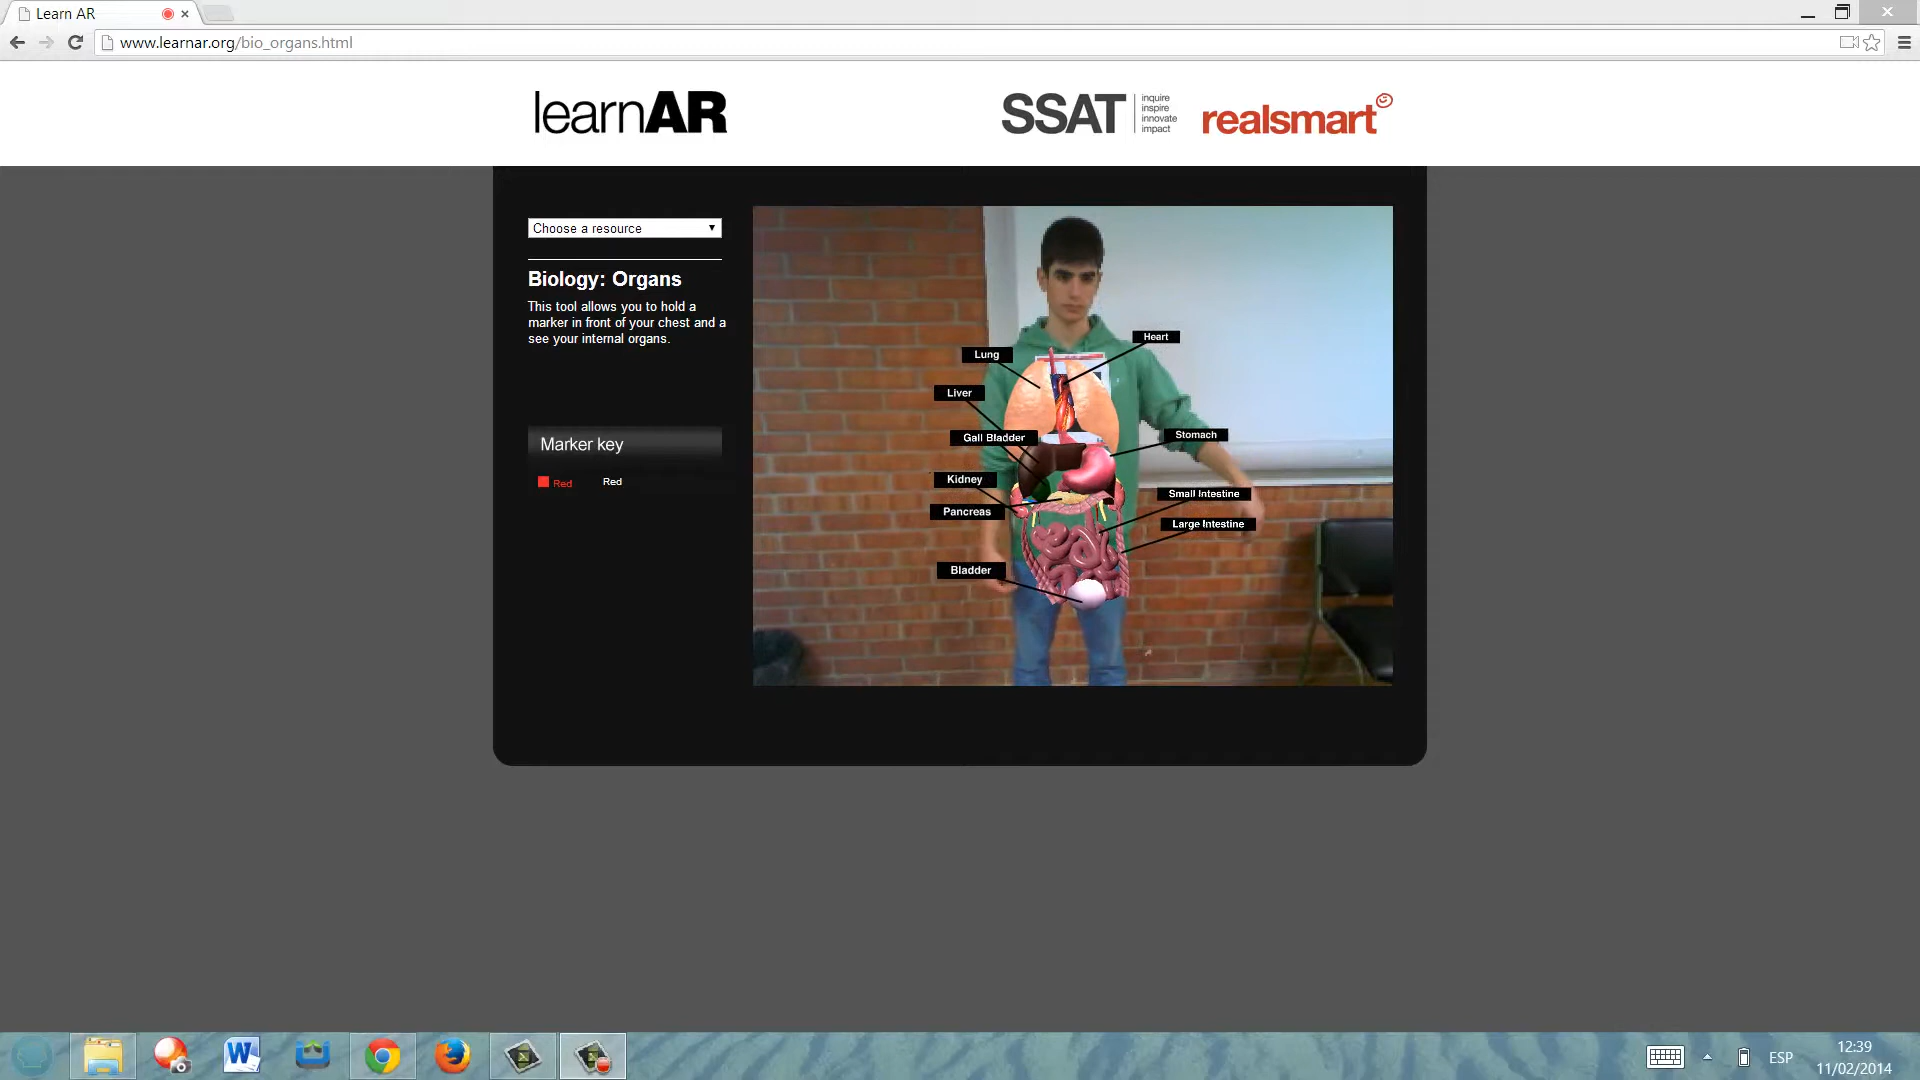 Learn AR
www.learnar.org/bio_organs.html
learnAR
SSAT
inquire
inspire
innovate
impact
realsmart
Choose a resource
Biology: Organs
This tool allows you to hold a
marker in front of your chest and a
see your internal organs.
Marker key
Red
Red
Heart
Lung
Liver
Gall Bladder
Stomach
Kidney
Small Intestine
Pancreas
Large Intestine
Bladder
ESP
12:39
11/02/2014